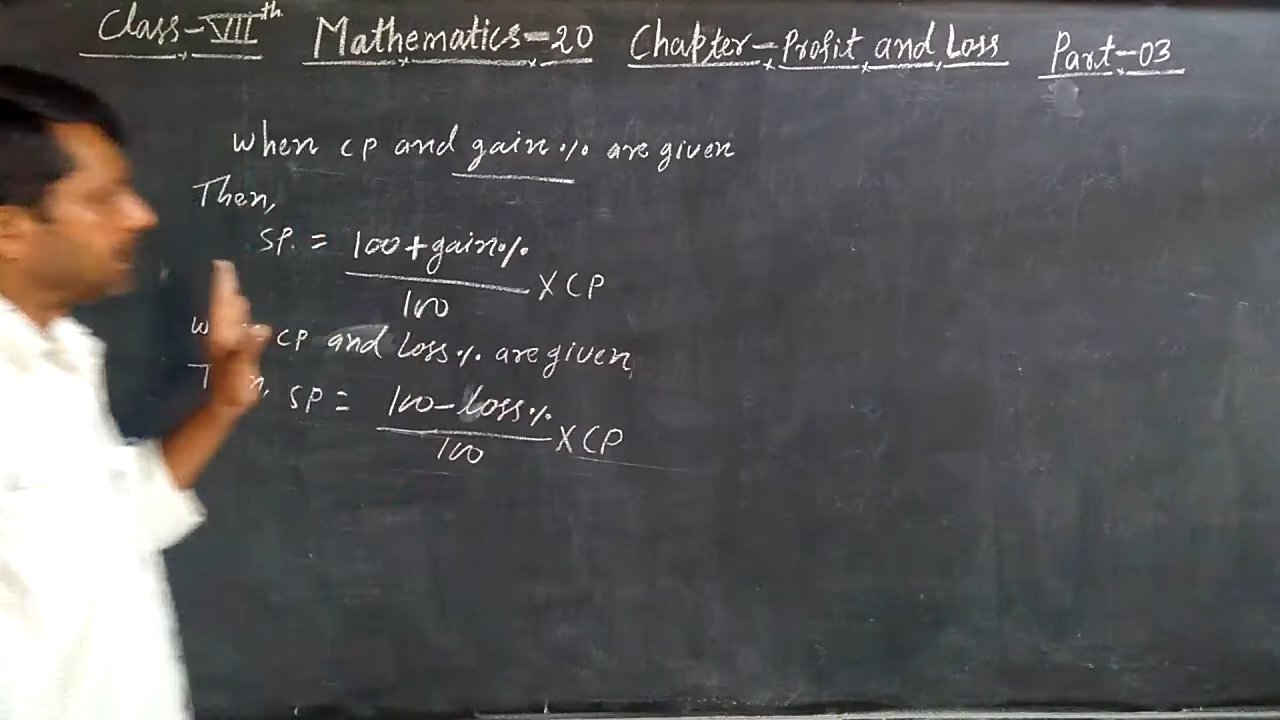 Class-VIIth Mathematics-20 Chapter-Profit and Loss Part-03
When CP and gain% are given
Then,
SP. = 100+gain%
100
× CP
CP and Loss% are given,
SP = 100-loss%
100
× CP